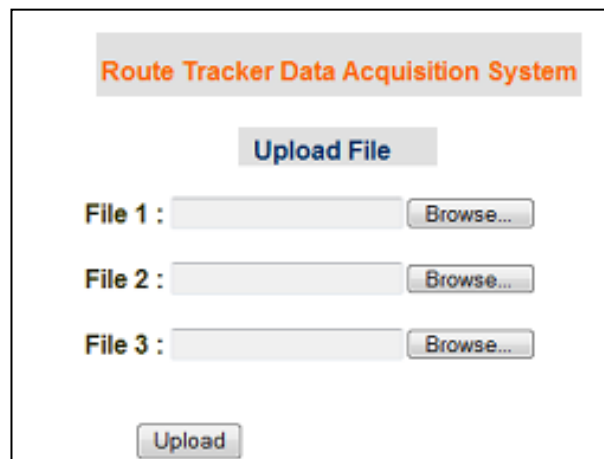 Route Tracker Data Acquisition System
Upload File
File 1 : Browse...
File 2 : Browse...
File 3 : Browse...
Upload